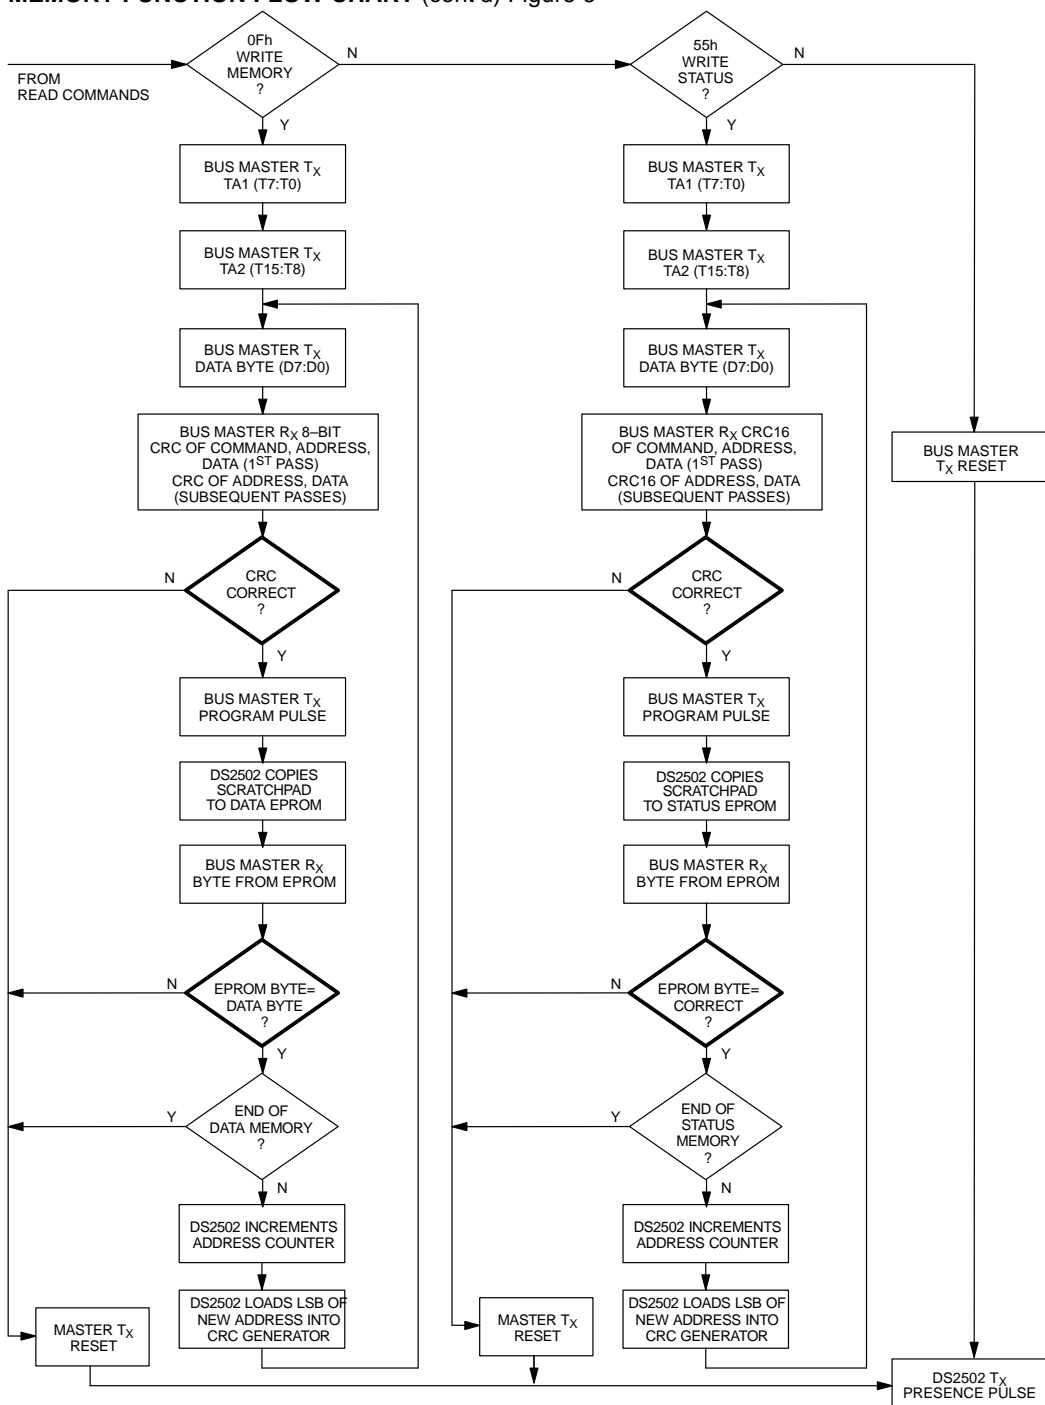 MEMORY FUNCTION FLOW CHART (cont'd) Figure 6
FROM
READ COMMANDS
0Fh
WRITE
MEMORY
?
N
Y
BUS MASTER TX
TA1 (T7:T0)
BUS MASTER TX
TA2 (T15:T8)
BUS MASTER TX
DATA BYTE (D7:D0)
BUS MASTER RX 8–BIT
CRC OF COMMAND, ADDRESS,
DATA (1ST PASS)
CRC OF ADDRESS, DATA
(SUBSEQUENT PASSES)
N
CRC
CORRECT
?
Y
BUS MASTER TX
PROGRAM PULSE
DS2502 COPIES
SCRATCHPAD
TO DATA EPROM
BUS MASTER RX
BYTE FROM EPROM
N
EPROM BYTE=
DATA BYTE
?
Y
Y
END OF
DATA MEMORY
?
N
DS2502 INCREMENTS
ADDRESS COUNTER
DS2502 LOADS LSB OF
NEW ADDRESS INTO
CRC GENERATOR
MASTER TX
RESET
55h
WRITE
STATUS
?
N
Y
BUS MASTER TX
TA1 (T7:T0)
BUS MASTER TX
TA2 (T15:T8)
BUS MASTER TX
DATA BYTE (D7:D0)
BUS MASTER RX CRC16
OF COMMAND, ADDRESS,
DATA (1ST PASS)
CRC16 OF ADDRESS, DATA
(SUBSEQUENT PASSES)
N
CRC
CORRECT
?
Y
BUS MASTER TX
PROGRAM PULSE
DS2502 COPIES
SCRATCHPAD
TO STATUS EPROM
BUS MASTER RX
BYTE FROM EPROM
N
EPROM BYTE=
CORRECT
?
Y
Y
END OF
STATUS
MEMORY
?
N
DS2502 INCREMENTS
ADDRESS COUNTER
DS2502 LOADS LSB OF
NEW ADDRESS INTO
CRC GENERATOR
MASTER TX
RESET
BUS MASTER
TX RESET
DS2502 TX
PRESENCE PULSE